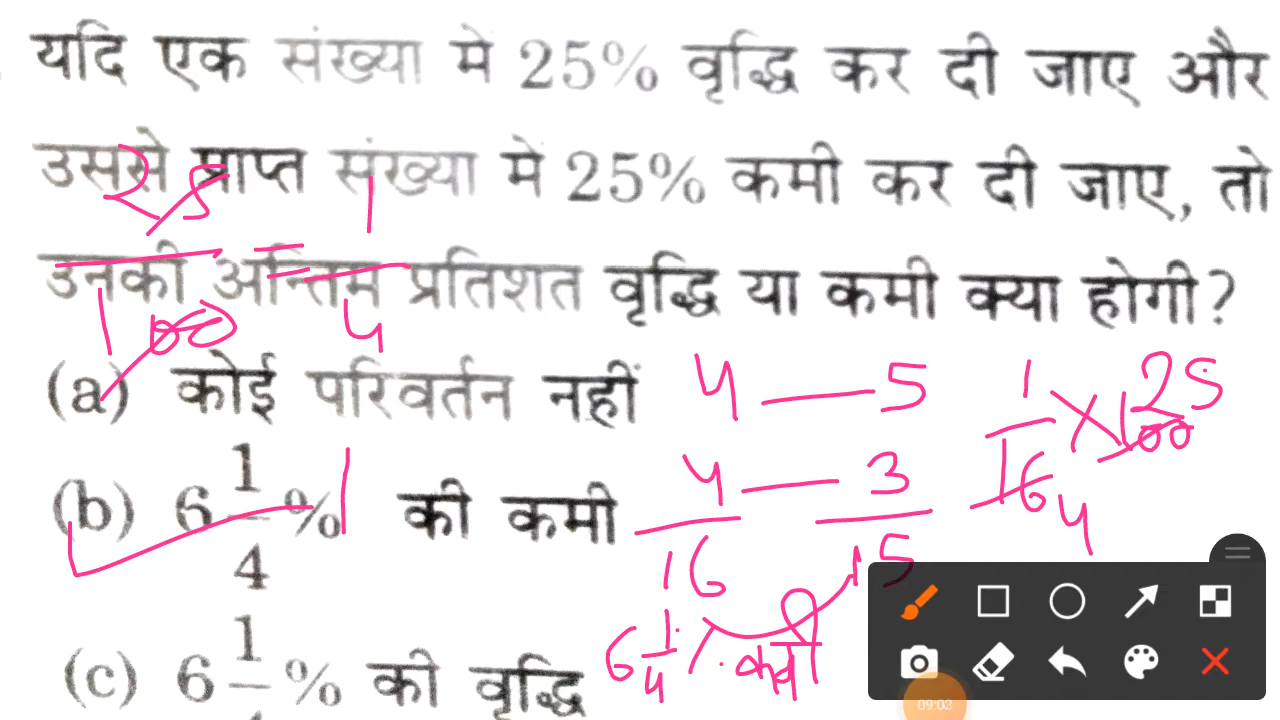 यदि एक संख्या मे 25% वृद्धि कर दी जाए और
उससे प्राप्त संख्या मे 25% कमी कर दी जाए, तो
उनकी अन्तिम प्रतिशत वृद्धि या कमी क्या होगी?
25/100 = 1/4
(a) कोई परिवर्तन नहीं
(b) 6 1/4 % की कमी
(c) 6 1/4 % की वृद्धि
4 — 5
4 — 3
16 15
1/16 × 100 25
4
6 1/4 % कमी
09:03